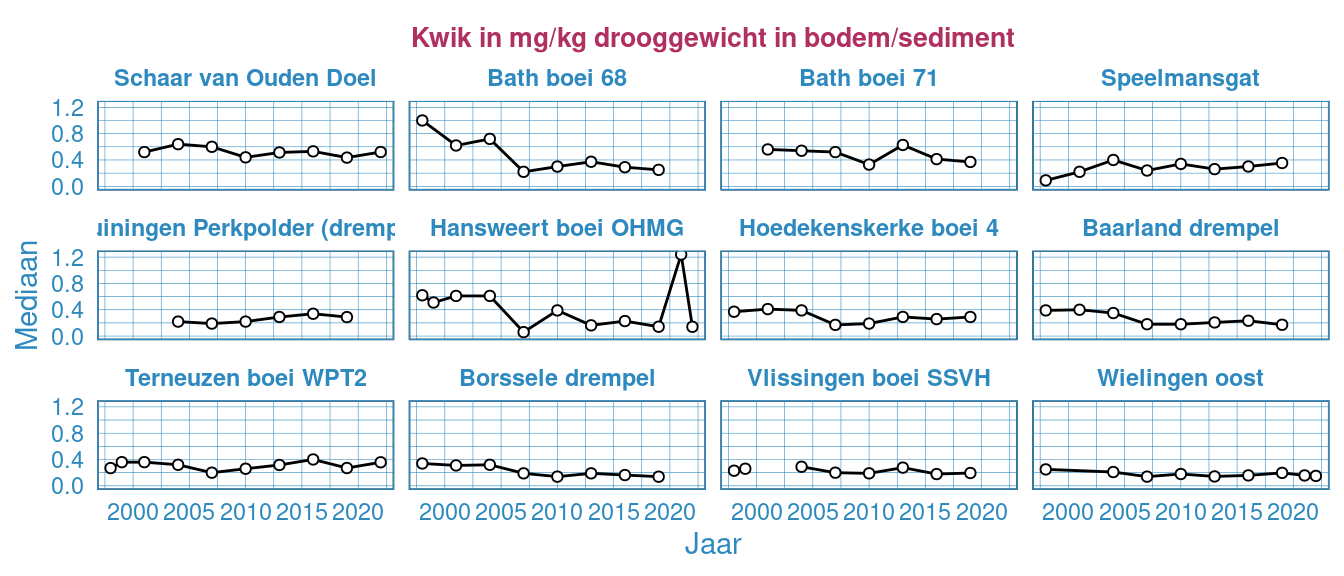 Kwik in mg/kg drooggewicht in bodem/sediment
Schaar van Ouden Doel Bath boei 68 Bath boei 71 Speelmansgat
1.2
0.8
0.4
0.0
uiningen Perkpolder (dremp Hansweert boei OHMG Hoedekenskerke boei 4 Baarland drempel
1.2
0.8
0.4
0.0
Mediaan
Terneuzen boei WPT2 Borssele drempel Vlissingen boei SSVH Wielingen oost
1.2
0.8
0.4
0.0
2000 2005 2010 2015 2020 2000 2005 2010 2015 2020 2000 2005 2010 2015 2020 2000 2005 2010 2015 2020
Jaar